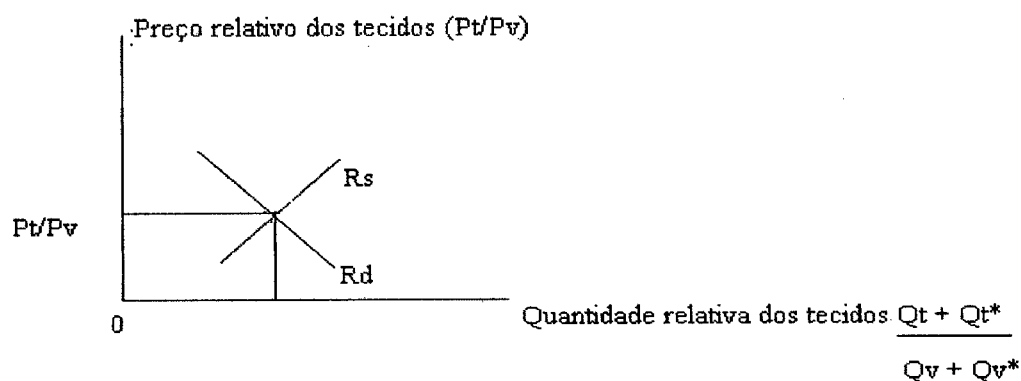 Preço relativo dos tecidos (Pt/Pv)
Rs
Pt/Pv
Rd
0
Quantidade relativa dos tecidos Qt + Qt*
Qv + Qv*